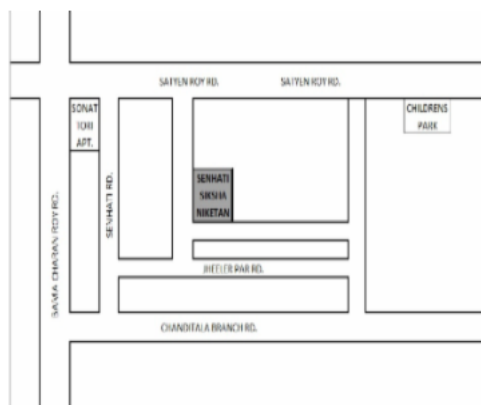 SATYEN ROY RD.
SATYEN ROY RD.
SONAT
TORI
APT.
CHILDRENS
PARK
SENHATI
SIKSHA
NIKETAN
SENHATI RD.
SAMA CHARAN ROY RD.
JHEELER PAR RD.
CHANDITALA BRANCH RD.